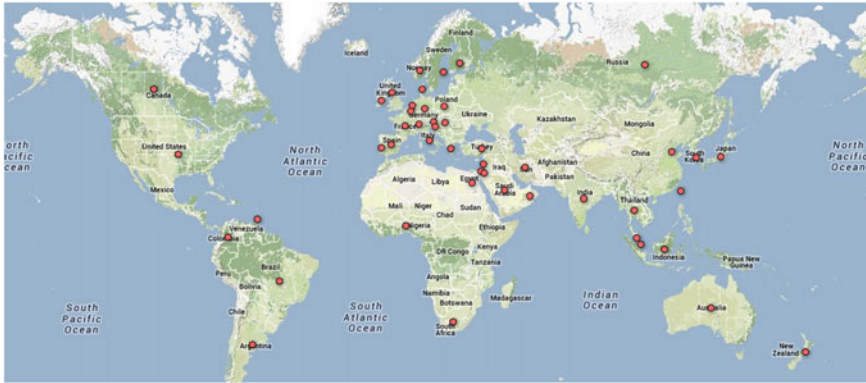 Iceland
Finland
Sweden
Norway
Russia
Canada
United
Kingdom
Poland
Germany
Ukraine
Kazakhstan
Mongolia
France
Italy
Spain
Turkey
United States
North
Pacific
Ocean
North
Atlantic
Ocean
China
South
Korea
Japan
North
Pacific
Ocean
Iraq
Iran
Afghanistan
Pakistan
Algeria
Libya
Egypt
Saudi
Arabia
India
Mexico
Mali
Niger
Chad
Sudan
Thailand
Nigeria
Ethiopia
Venezuela
Colombia
DR Congo
Kenya
Tanzania
Indonesia
Papua New
Guinea
Peru
Brazil
Bolivia
Angola
Namibia
Botswana
Madagascar
South
Pacific
Ocean
Chile
South
Atlantic
Ocean
Indian
Ocean
Australia
South
Africa
Argentina
New
Zealand